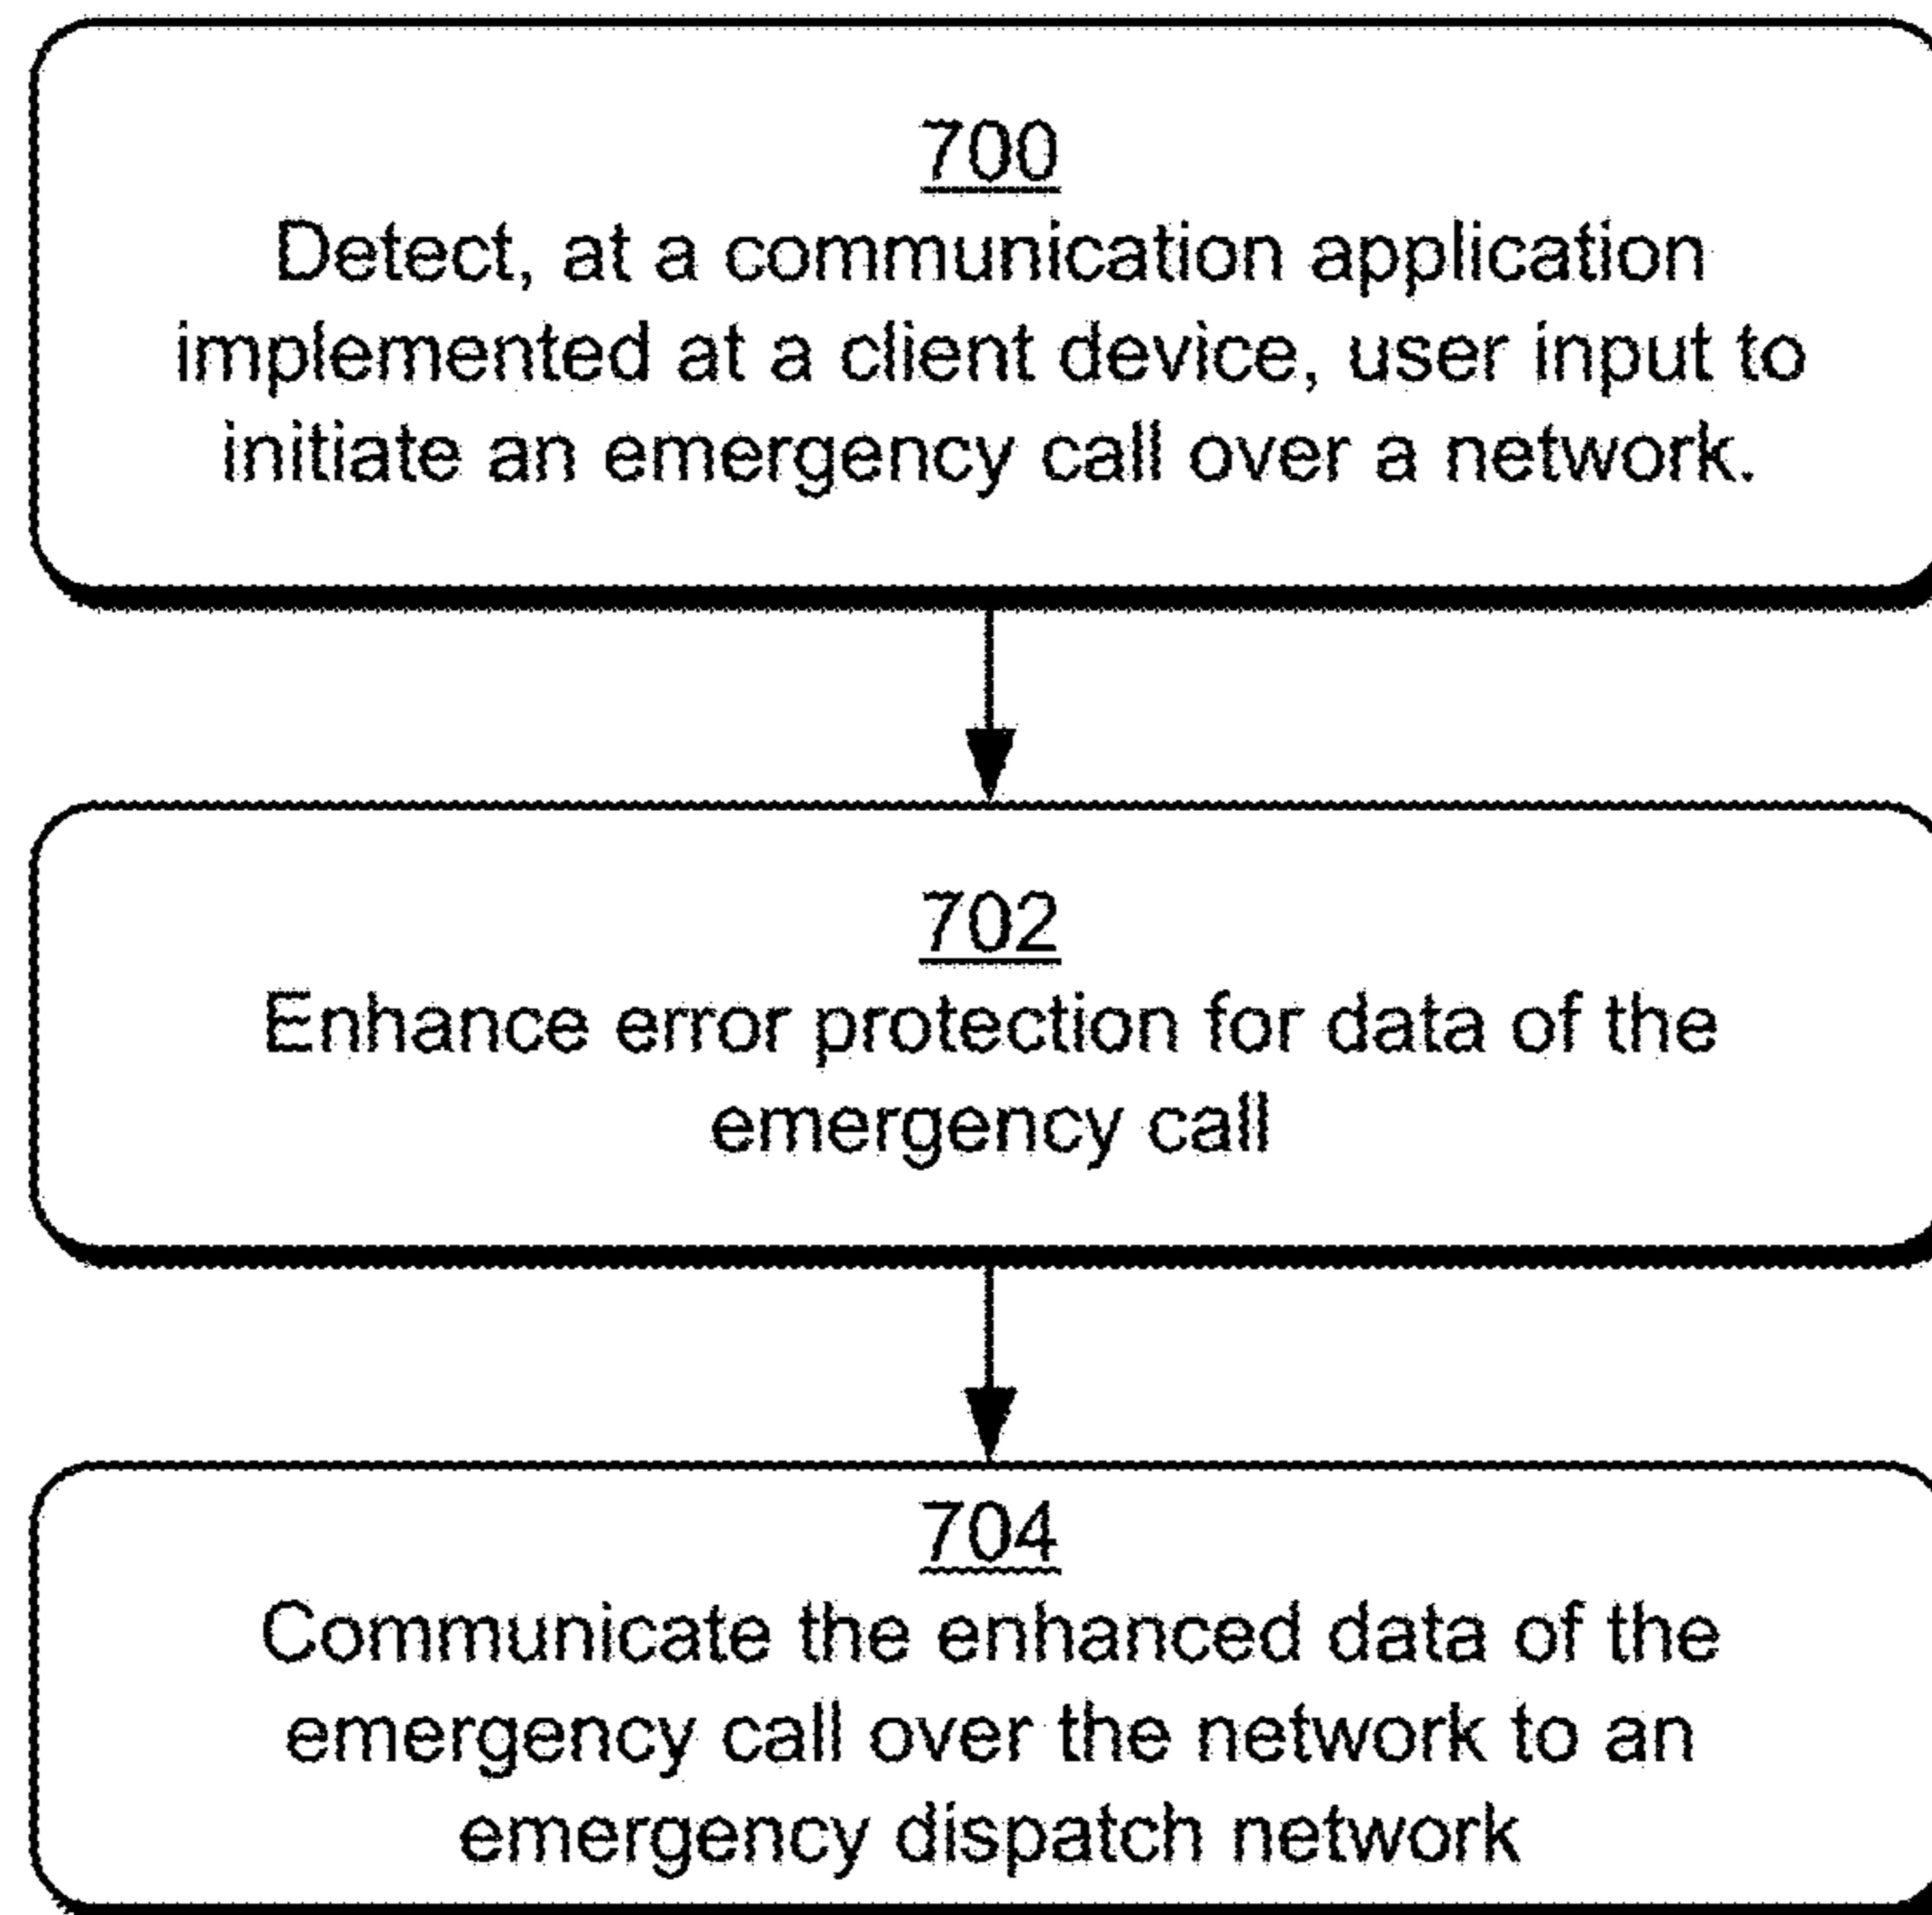 700
Detect, at a communication application
implemented at a client device, user input to
initiate an emergency call over a network.
702
Enhance error protection for data of the
emergency call
704
Communicate the enhanced data of the
emergency call over the network to an
emergency dispatch network